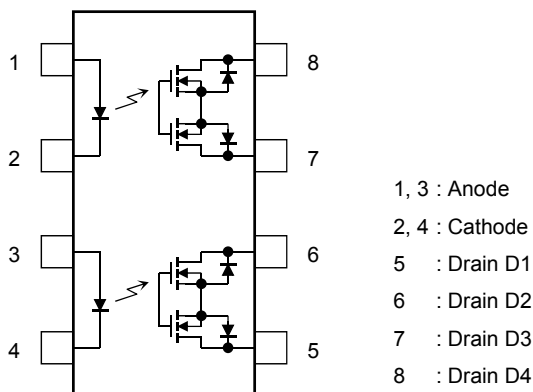 1
2
3
4
8
7
6
5
1, 3 : Anode
2, 4 : Cathode
5 : Drain D1
6 : Drain D2
7 : Drain D3
8 : Drain D4